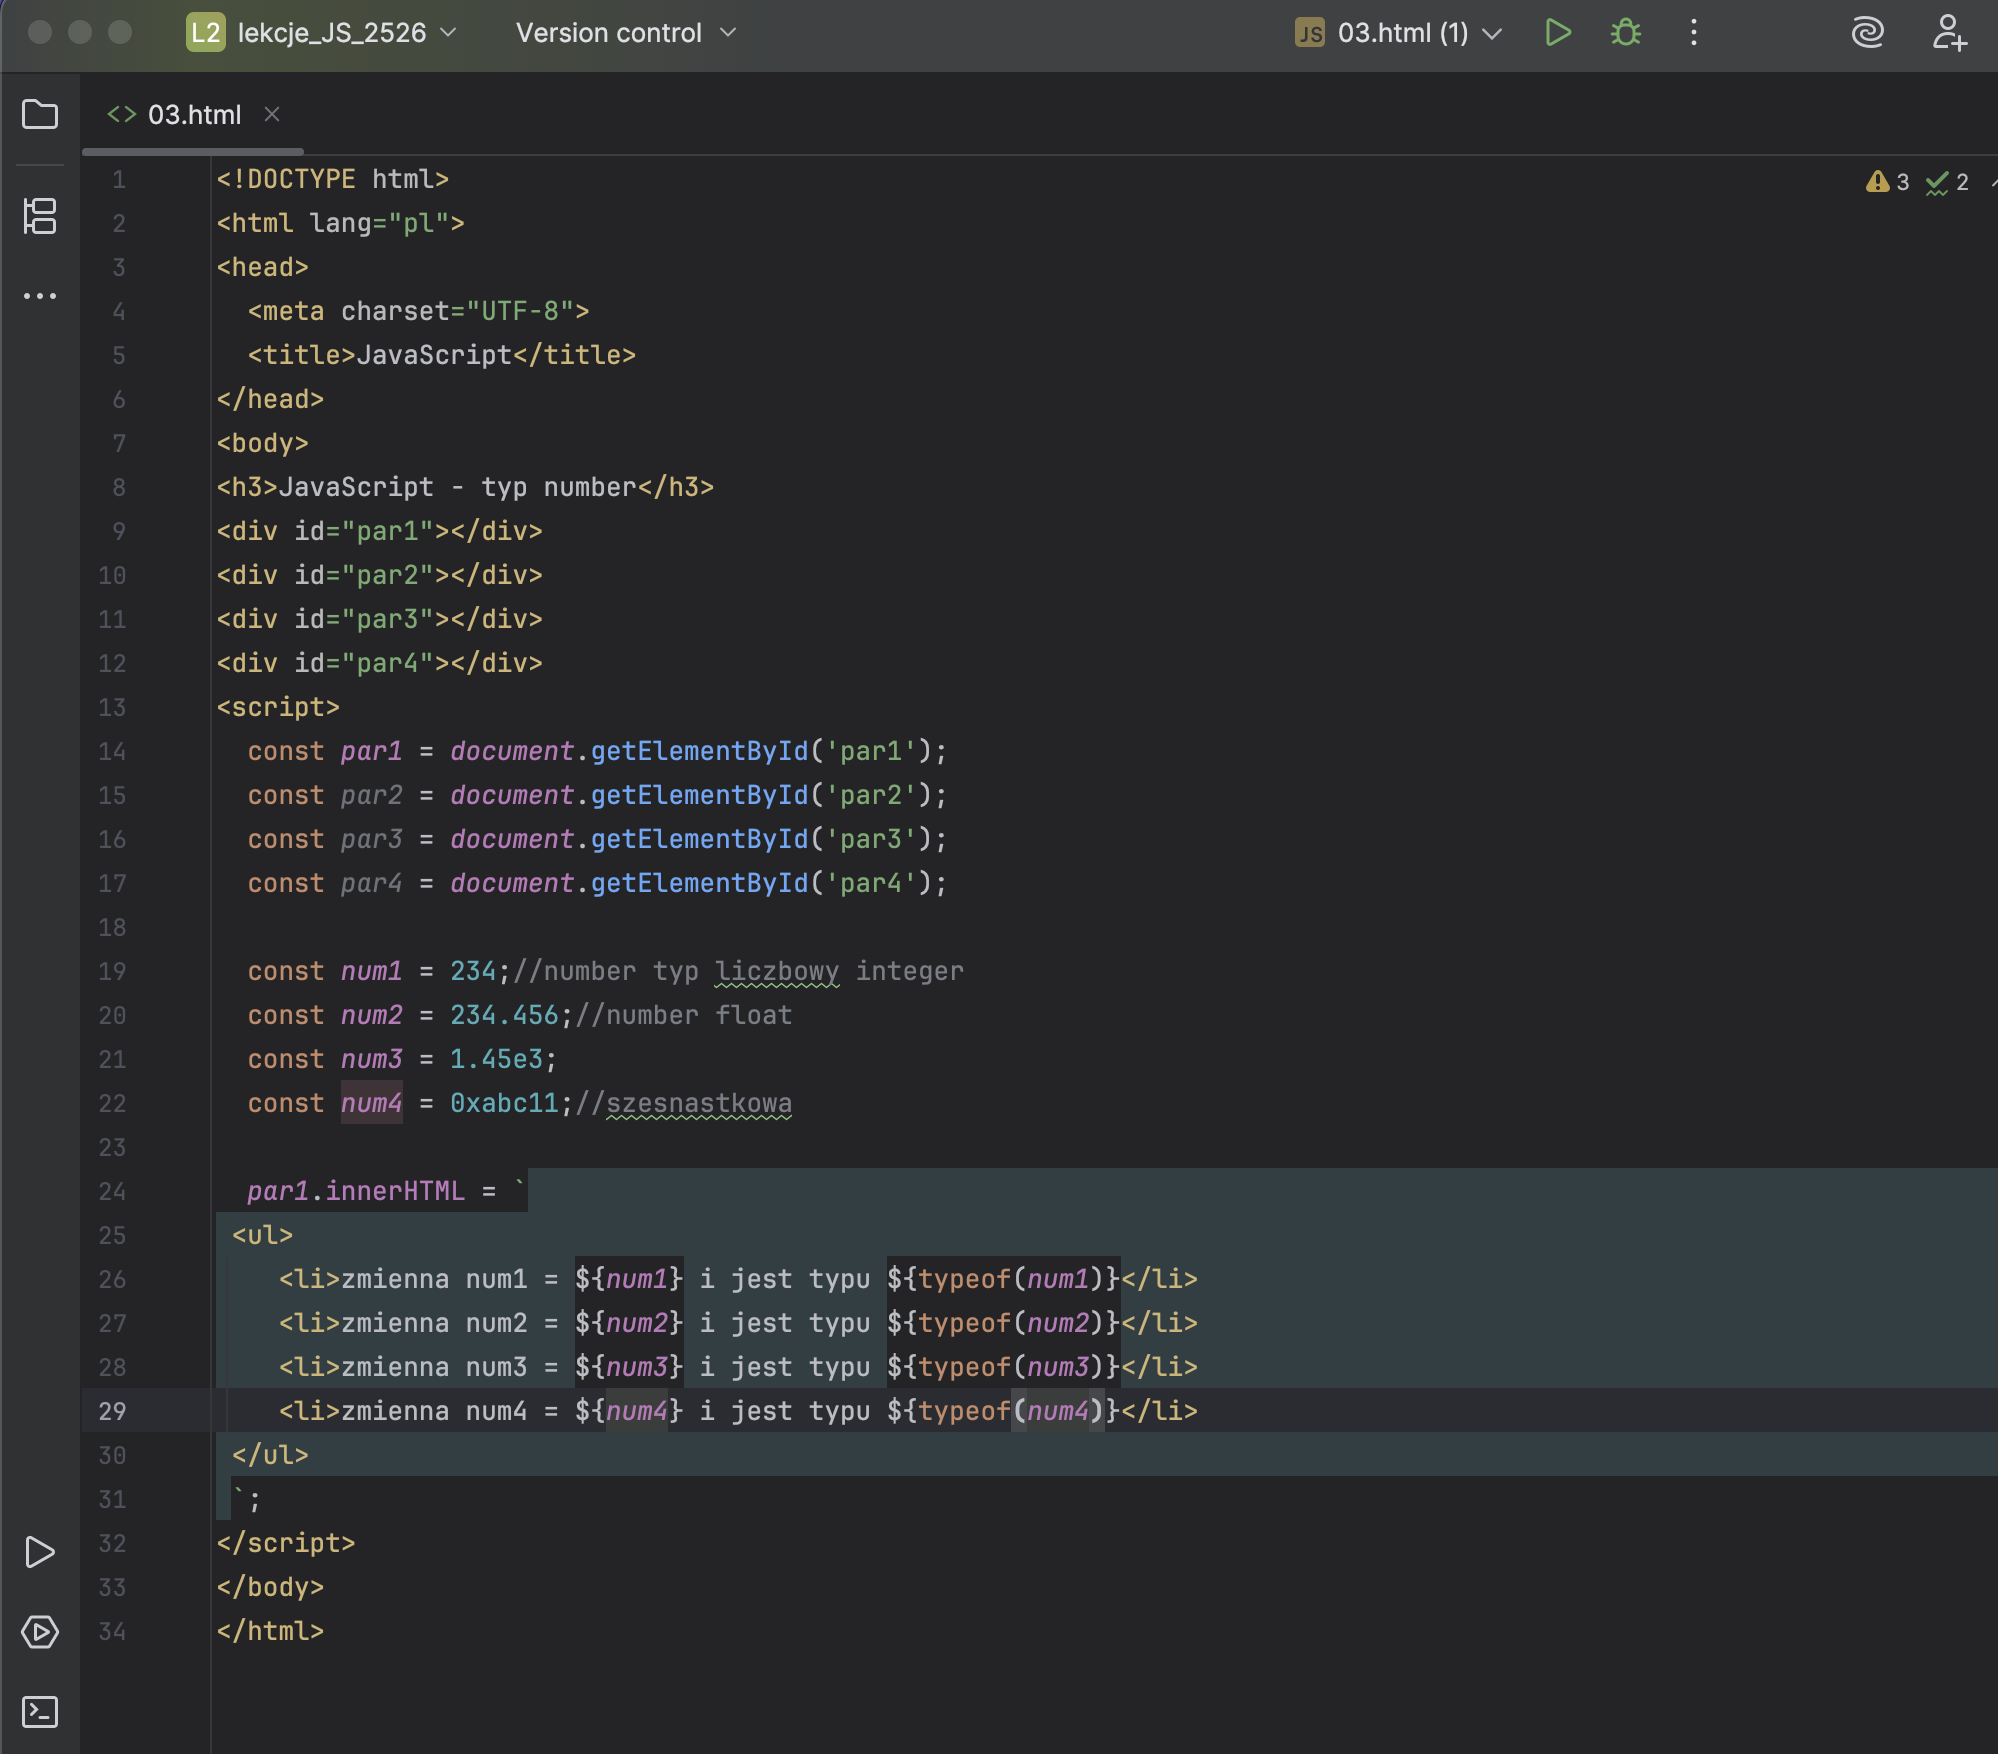 L2 lekcje_JS_2526 Version control JS 03.html (1)
<> 03.html
3 2
1 <!DOCTYPE html>
2 <html lang="pl">
3 <head>
4   <meta charset="UTF-8">
5   <title>JavaScript</title>
6 </head>
7 <body>
8 <h3>JavaScript - typ number</h3>
9 <div id="par1"></div>
10 <div id="par2"></div>
11 <div id="par3"></div>
12 <div id="par4"></div>
13 <script>
14   const par1 = document.getElementById('par1');
15   const par2 = document.getElementById('par2');
16   const par3 = document.getElementById('par3');
17   const par4 = document.getElementById('par4');
18
19   const num1 = 234;//number typ liczbowy integer
20   const num2 = 234.456;//number float
21   const num3 = 1.45e3;
22   const num4 = 0xabc11;//szesnastkowa
23
24   par1.innerHTML = `
25  <ul>
26     <li>zmienna num1 = ${num1} i jest typu ${typeof(num1)}</li>
27     <li>zmienna num2 = ${num2} i jest typu ${typeof(num2)}</li>
28     <li>zmienna num3 = ${num3} i jest typu ${typeof(num3)}</li>
29     <li>zmienna num4 = ${num4} i jest typu ${typeof(num4)}</li>
30  </ul>
31  `;
32 </script>
33 </body>
34 </html>